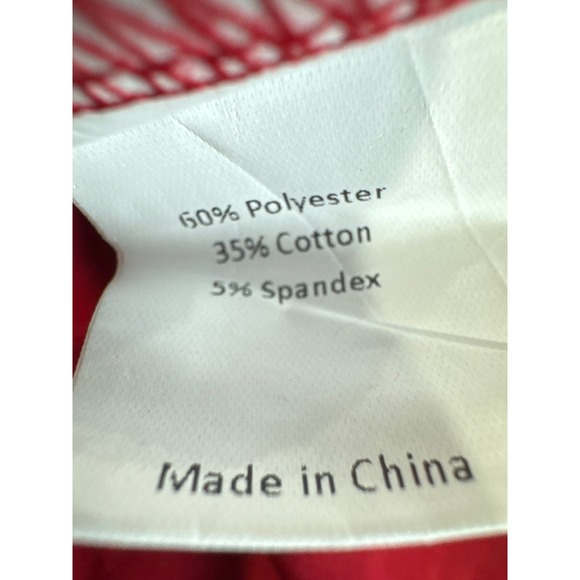 60% Polyester
35% Cotton
5% Spandex
Made in China